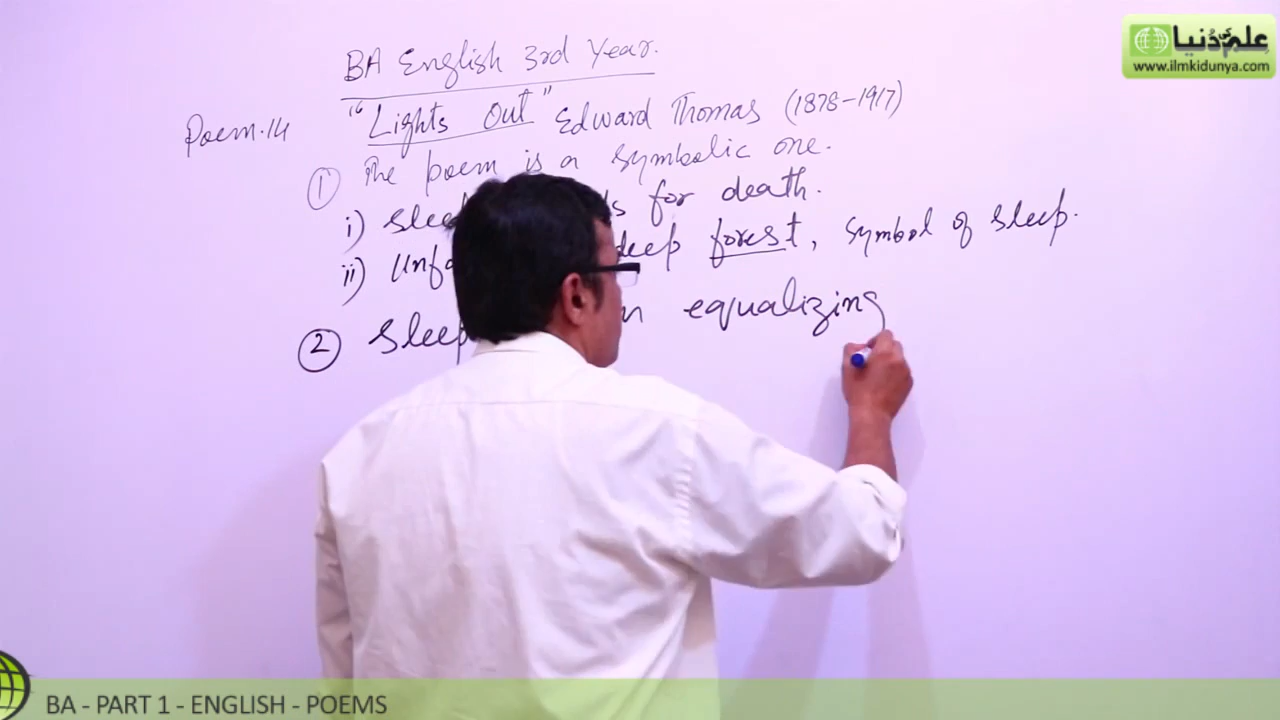 علم کی دنیا
www.ilmkidunya.com
BA English 3rd Year.
Poem.14 "Lights Out" Edward Thomas (1878-1917)
① The poem is a symbolic one.
i) for death.
ii) deep forest, symbol of sleep.
② Sleep equalizing
BA - PART 1 - ENGLISH - POEMS